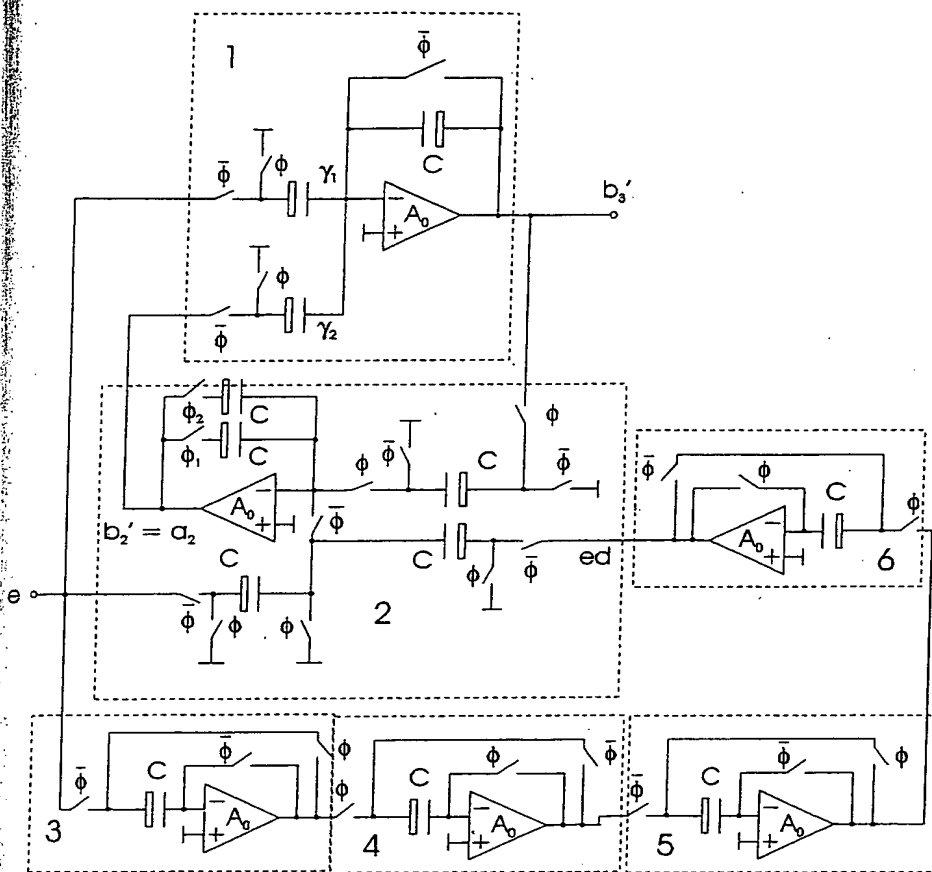 1
φ̄
C
φ̄ φ γ₁
A₀ b₃'
φ
φ̄ γ₂
φ₂ C
φ₁ C
φ φ̄ C φ φ̄
A₀ φ̄
b₂' = a₂
C φ φ̄ ed
φ̄ φ C
A₀ 6
e φ̄ φ C φ
2
3 φ̄ C φ̄ A₀ φ
4 φ C φ A₀ φ̄
5 φ̄ C φ̄ A₀ φ